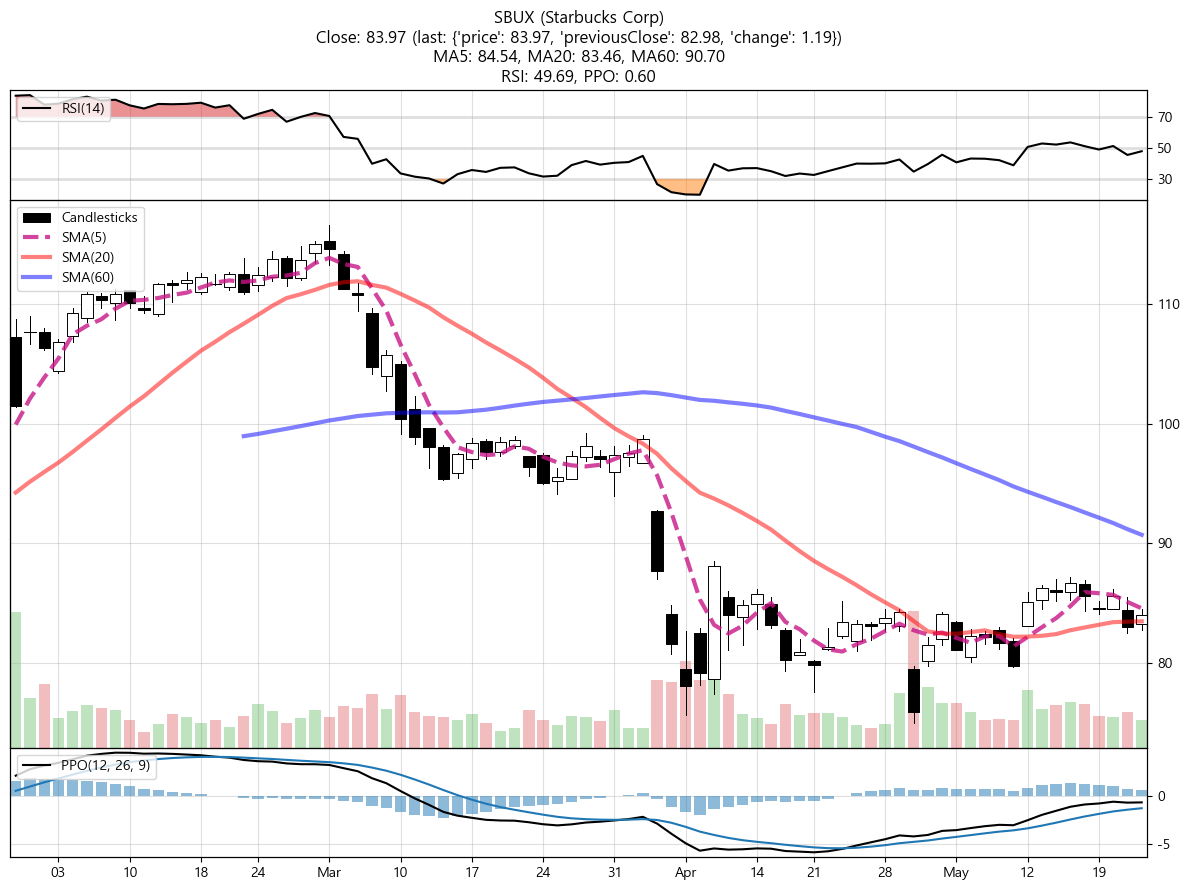 SBUX (Starbucks Corp)
Close: 83.97 (last: {'price': 83.97, 'previousClose': 82.98, 'change': 1.19})
MA5: 84.54, MA20: 83.46, MA60: 90.70
RSI: 49.69, PPO: 0.60
RSI(14)
70
50
30
Candlesticks
SMA(5)
SMA(20)
SMA(60)
110
100
90
80
PPO(12, 26, 9)
0
-5
03 10 18 24 Mar 10 17 24 31 Apr 14 21 28 May 12 19